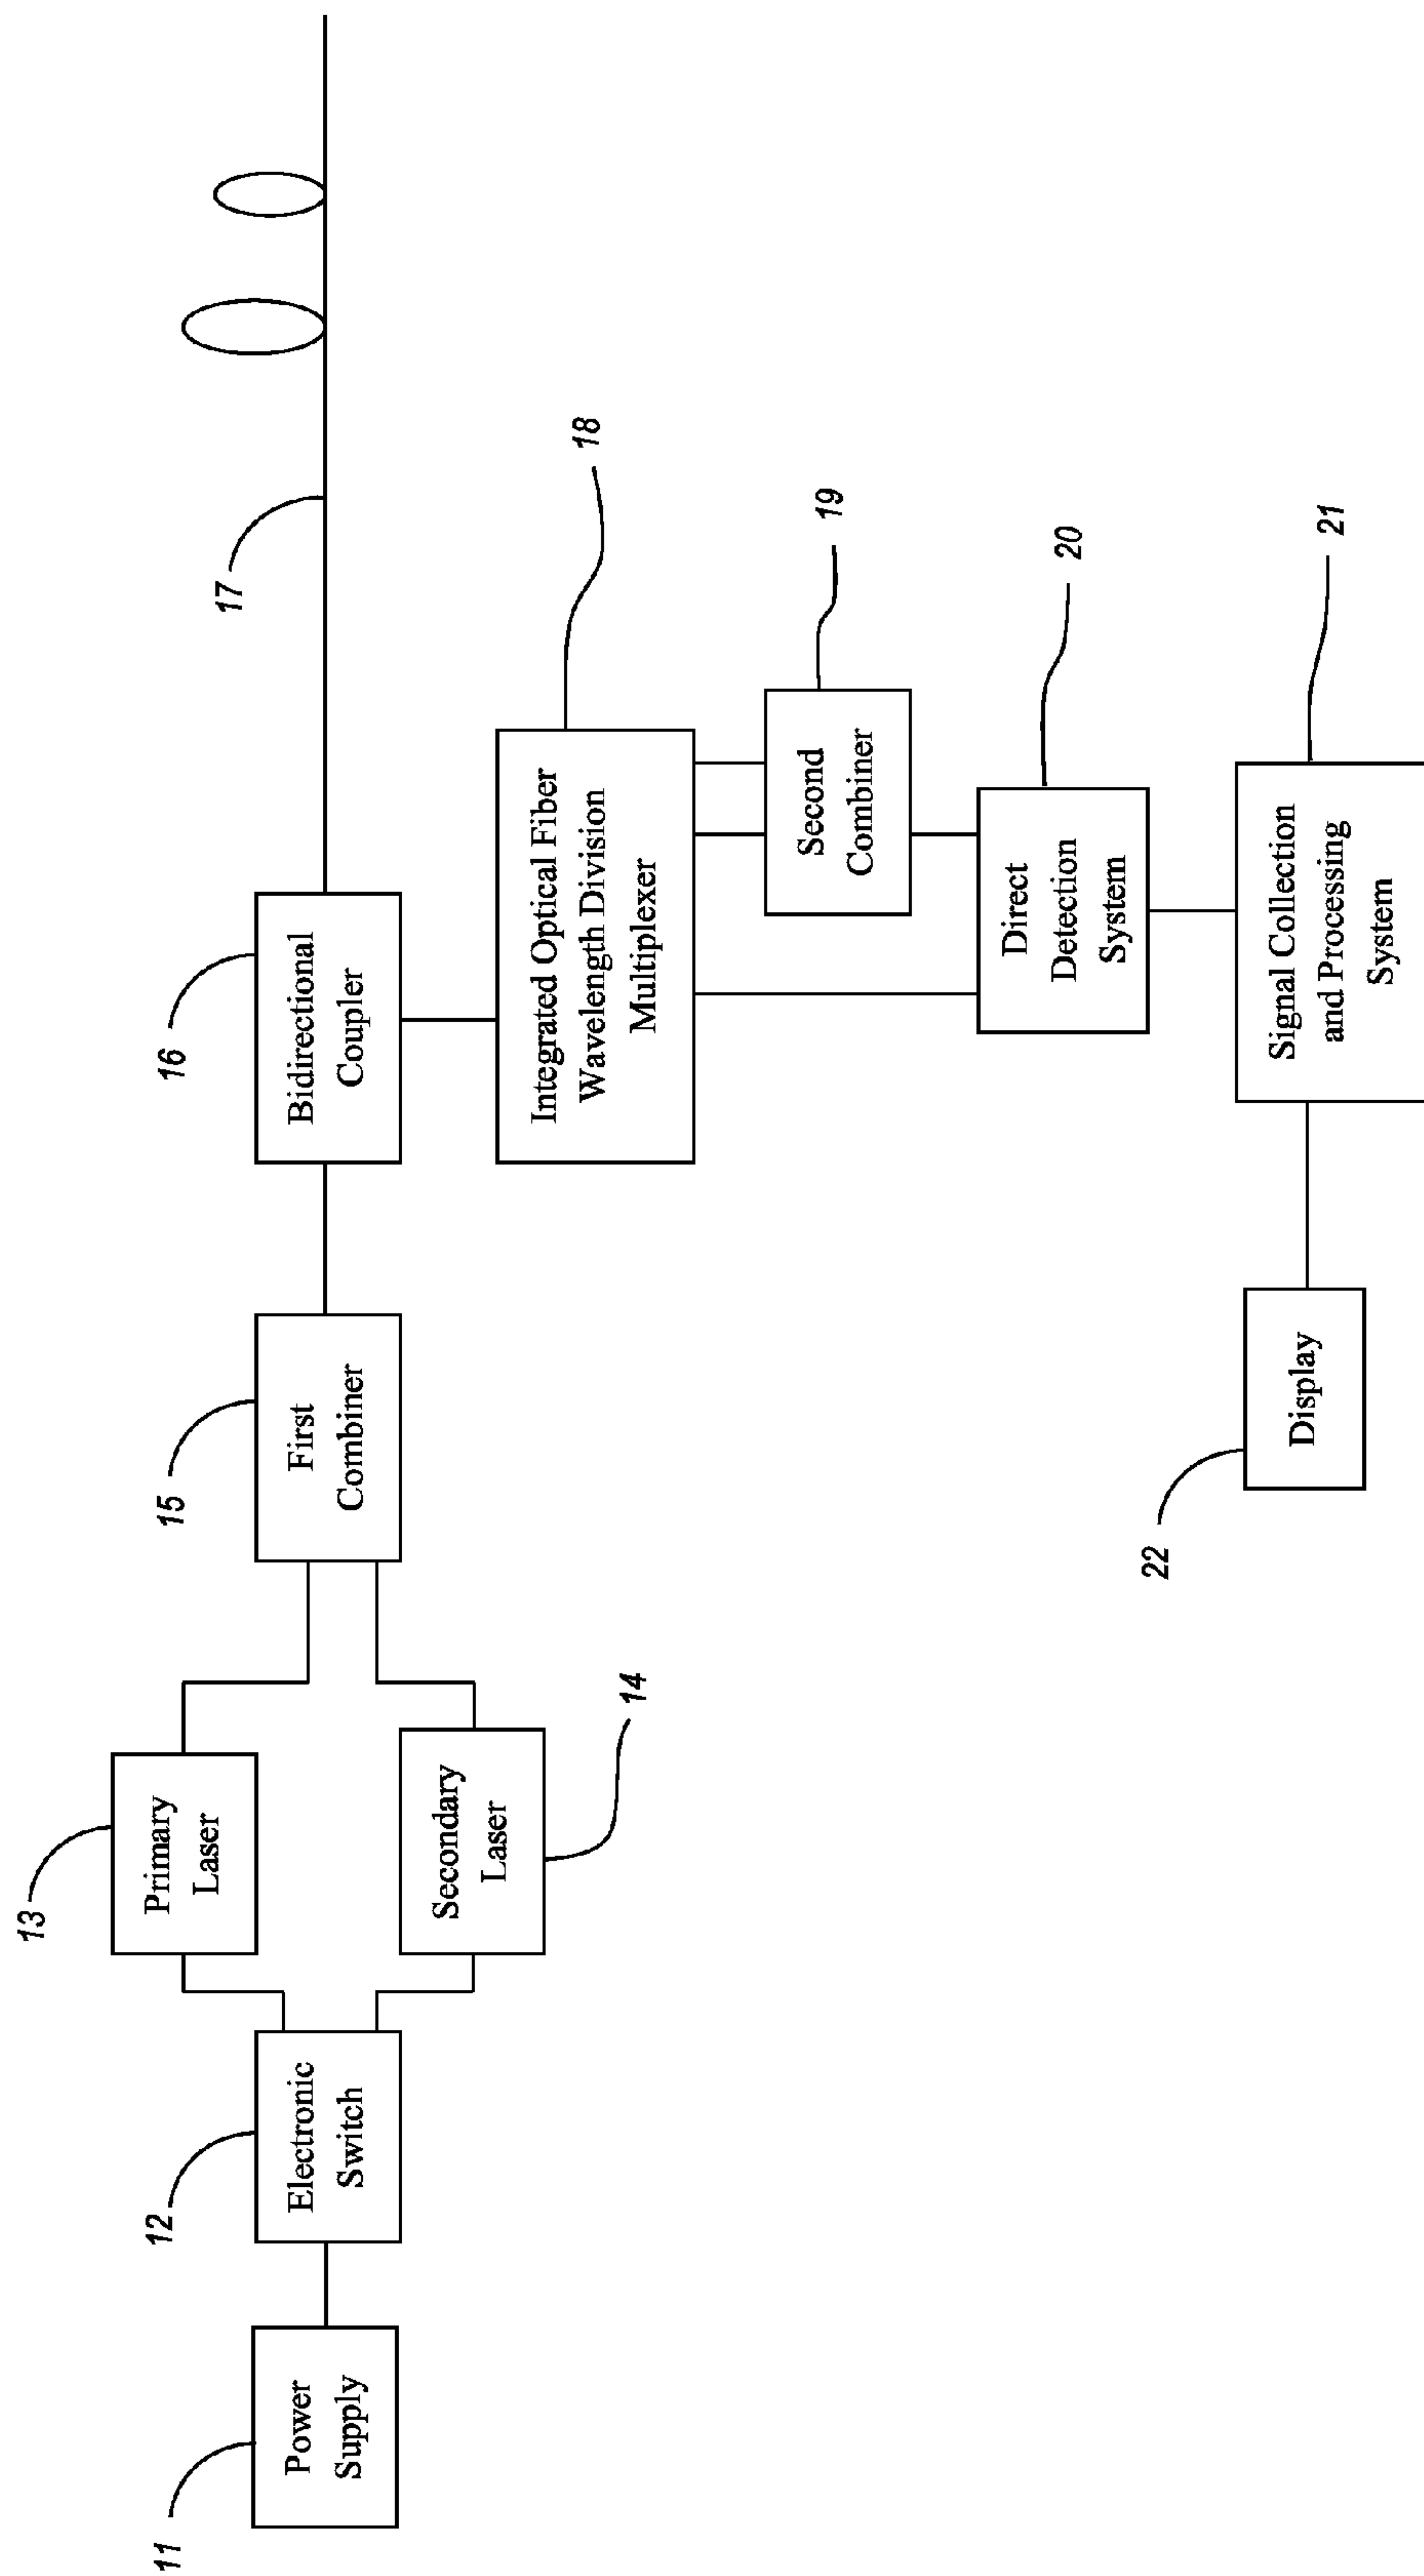 11
Power
Supply
12
Electronic
Switch
13
Primary
Laser
Secondary
Laser
14
15
First
Combiner
16
Bidirectional
Coupler
17
Integrated Optical Fiber
Wavelength Division
Multiplexer
18
Second
Combiner
19
Direct
Detection
System
20
Signal Collection
and Processing
System
21
22
Display